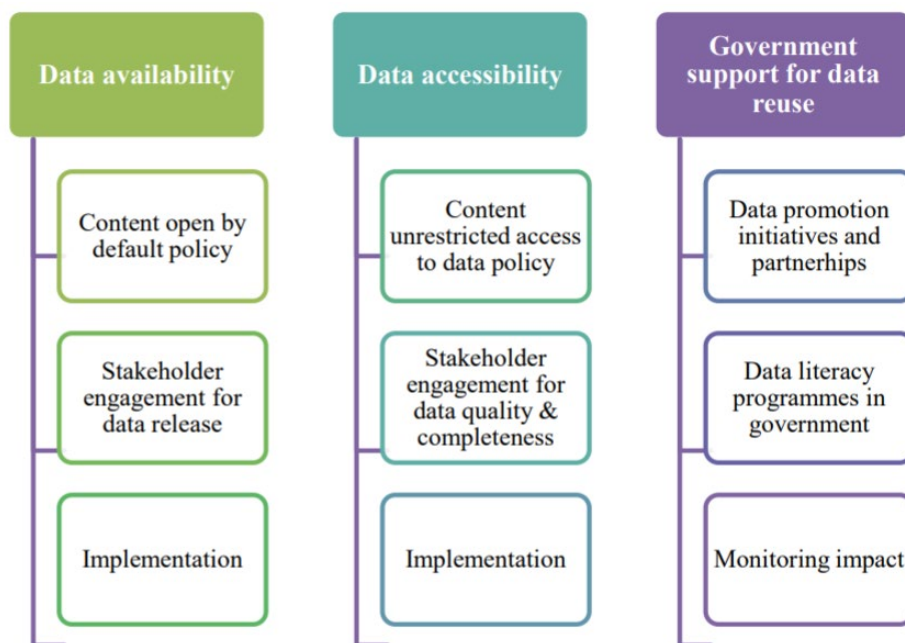 Data availability
Content open by
default policy
Stakeholder
engagement for
data release
Implementation
Data accessibility
Content
unrestricted access
to data policy
Stakeholder
engagement for
data quality &
completeness
Implementation
Government
support for data
reuse
Data promotion
initiatives and
partnerhips
Data literacy
programmes in
government
Monitoring impact